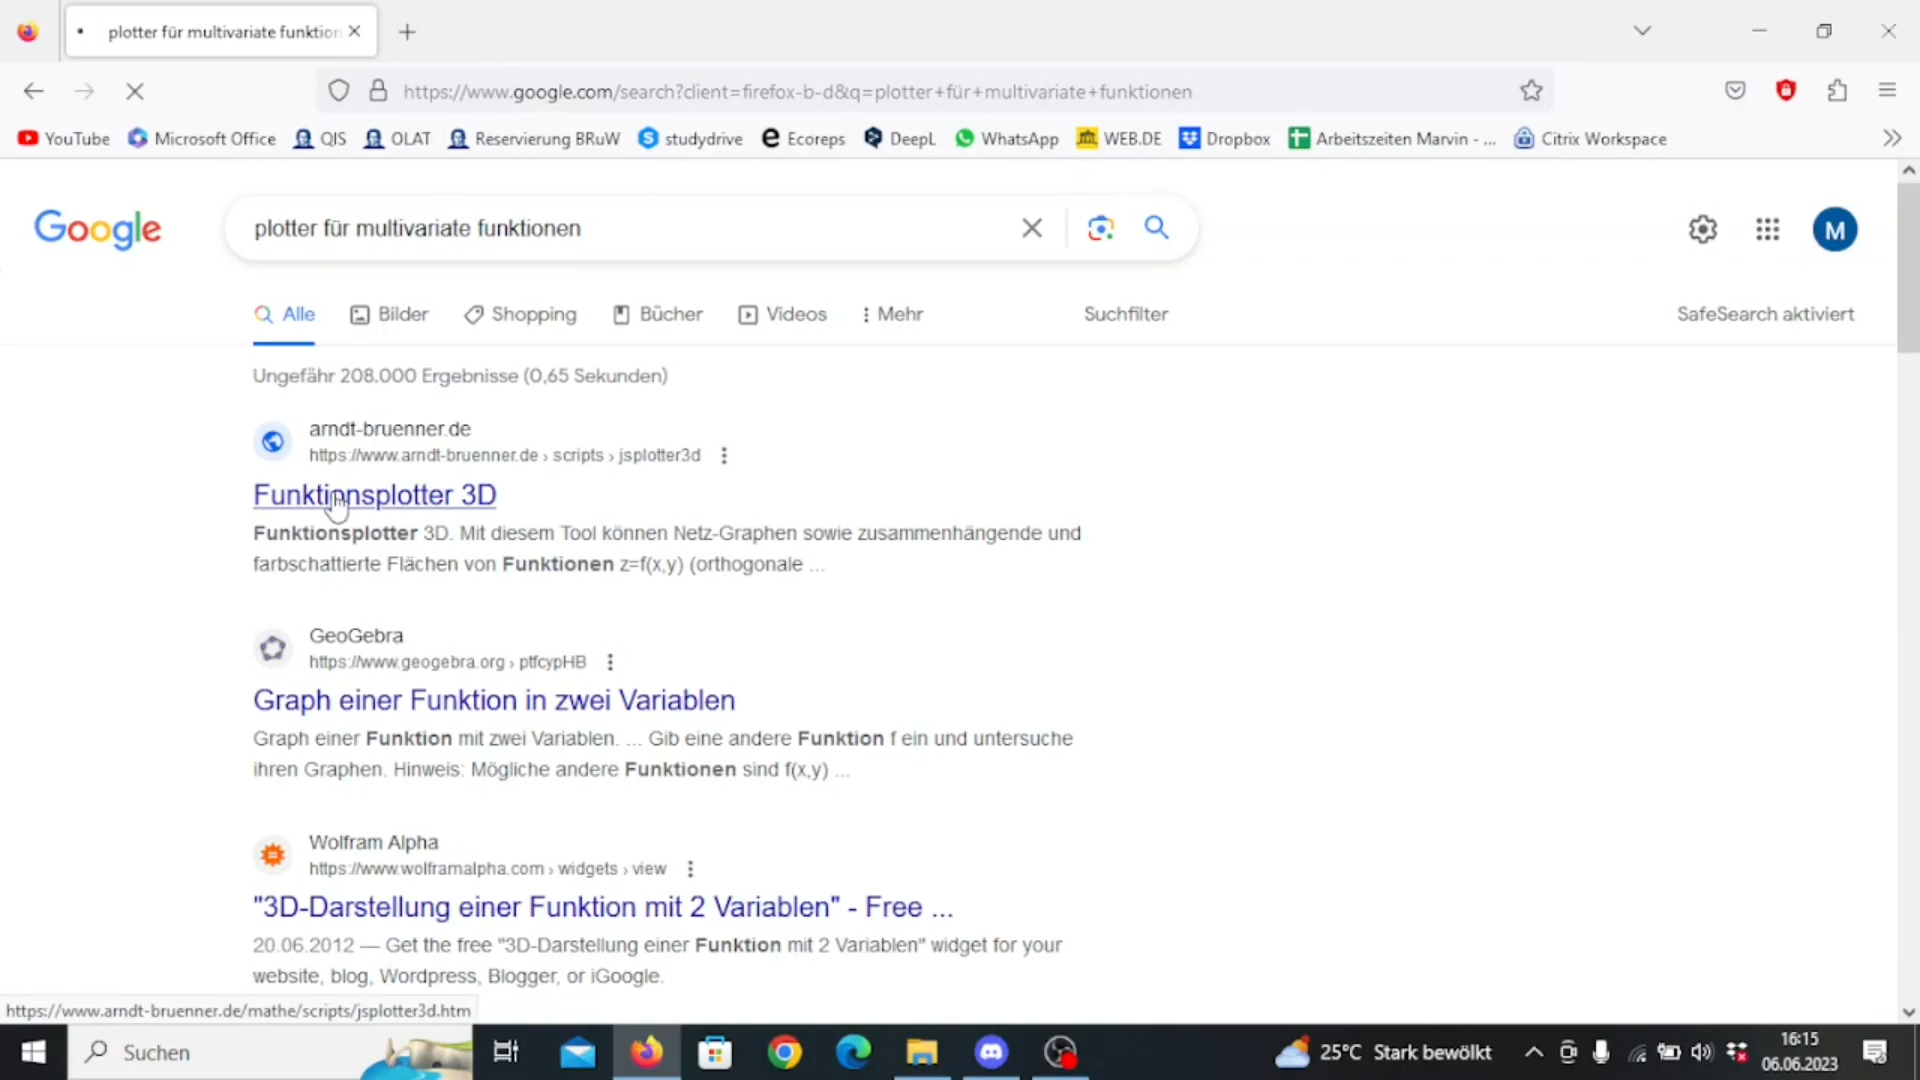 plotter für multivariate funktion
https://www.google.com/search?client=firefox-b-d&q=plotter+für+multivariate+funktionen
YouTube Microsoft Office QIS OLAT Reservierung BRuW studydrive Ecoreps DeepL WhatsApp WEB.DE Dropbox Arbeitszeiten Marvin - ... Citrix Workspace
Google plotter für multivariate funktionen M
Alle Bilder Shopping Bücher Videos Mehr Suchfilter SafeSearch aktiviert
Ungefähr 208.000 Ergebnisse (0,65 Sekunden)
arndt-bruenner.de
https://www.arndt-bruenner.de › scripts › jsplotter3d
Funktionsplotter 3D
Funktionsplotter 3D. Mit diesem Tool können Netz-Graphen sowie zusammenhängende und
farbschattierte Flächen von Funktionen z=f(x,y) (orthogonale ...
GeoGebra
https://www.geogebra.org › ptfcypHB
Graph einer Funktion in zwei Variablen
Graph einer Funktion mit zwei Variablen. ... Gib eine andere Funktion f ein und untersuche
ihren Graphen. Hinweis: Mögliche andere Funktionen sind f(x,y) ...
Wolfram Alpha
https://www.wolframalpha.com › widgets › view
"3D-Darstellung einer Funktion mit 2 Variablen" - Free ...
20.06.2012 — Get the free "3D-Darstellung einer Funktion mit 2 Variablen" widget for your
website, blog, Wordpress, Blogger, or iGoogle.
https://www.arndt-bruenner.de/mathe/scripts/jsplotter3d.htm
Suchen 25°C Stark bewölkt 16:15
06.06.2023